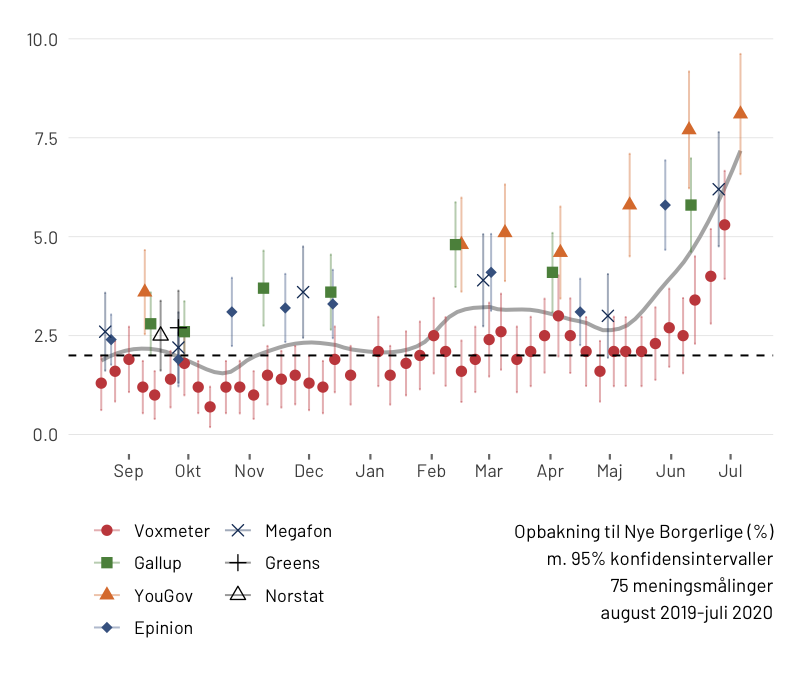 10.0
7.5
5.0
2.5
0.0
Sep Okt Nov Dec Jan Feb Mar Apr Maj Jun Jul
Voxmeter Megafon
Gallup Greens
YouGov Norstat
Epinion
Opbakning til Nye Borgerlige (%)
m. 95% konfidensintervaller
75 meningsmålinger
august 2019-juli 2020